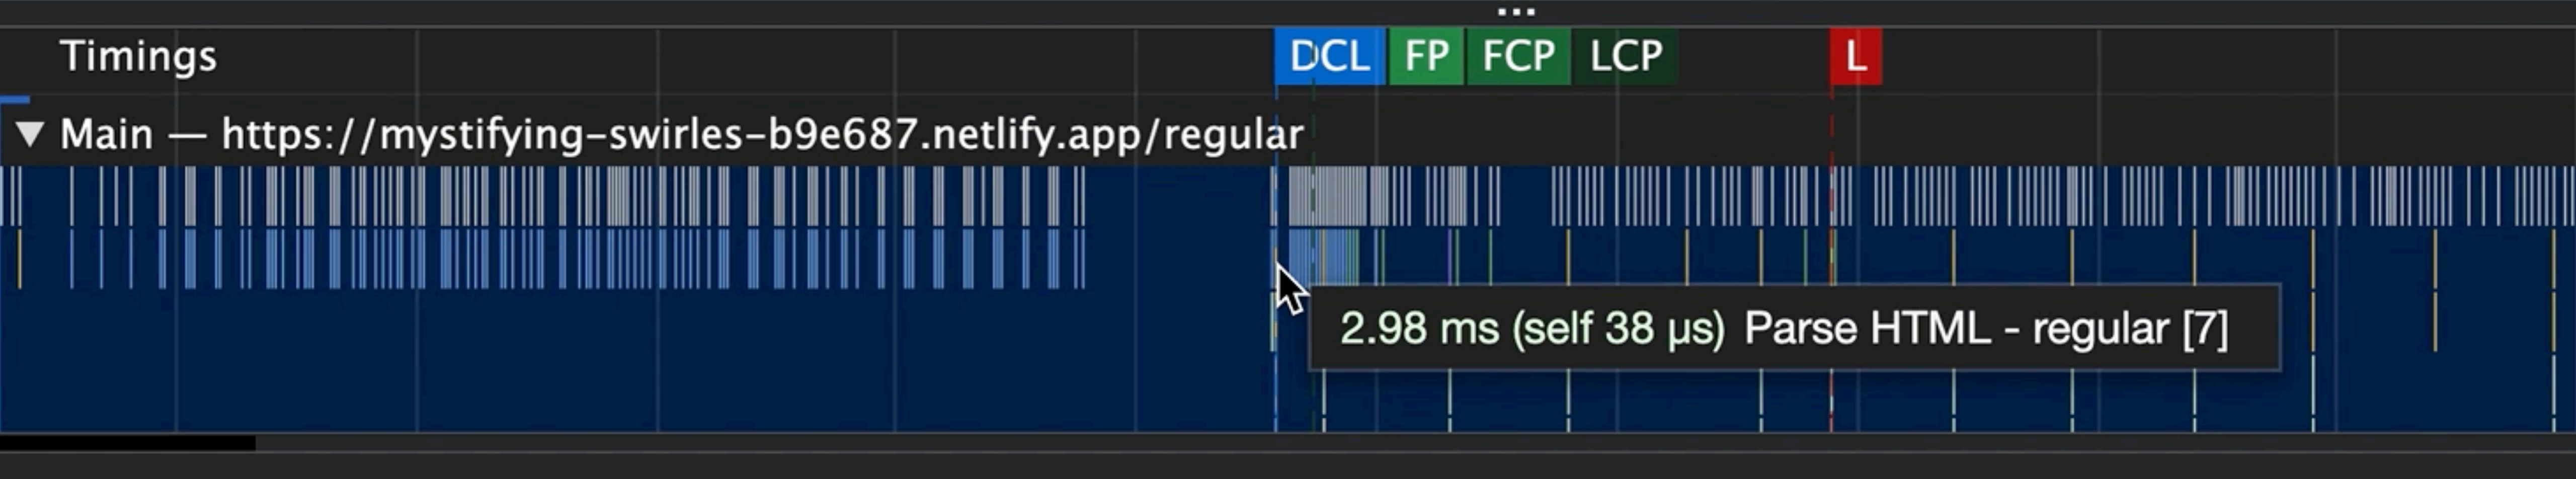 ...
Timings DCL FP FCP LCP L
▼ Main — https://mystifying-swirles-b9e687.netlify.app/regular
2.98 ms (self 38 μs) Parse HTML - regular [7]